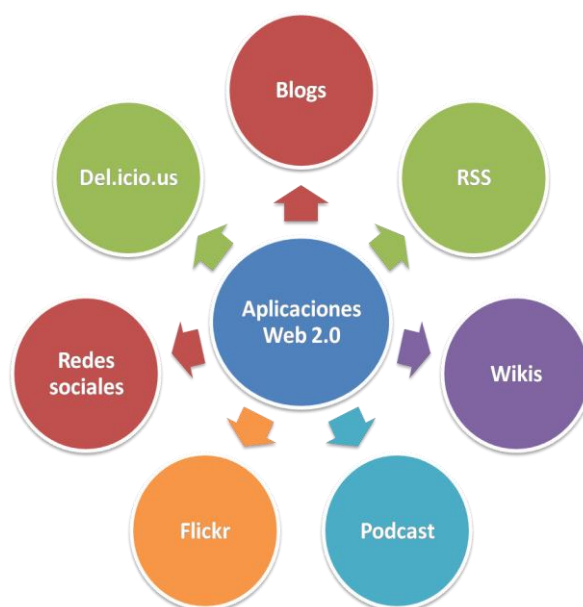 Blogs
Del.icio.us
RSS
Aplicaciones
Web 2.0
Redes
sociales
Wikis
Flickr
Podcast